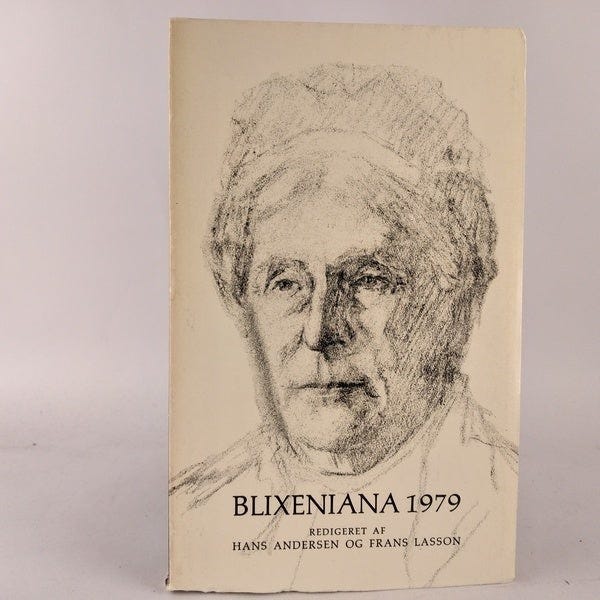 BLIXENIANA 1979
REDIGERET AF
HANS ANDERSEN OG FRANS LASSON